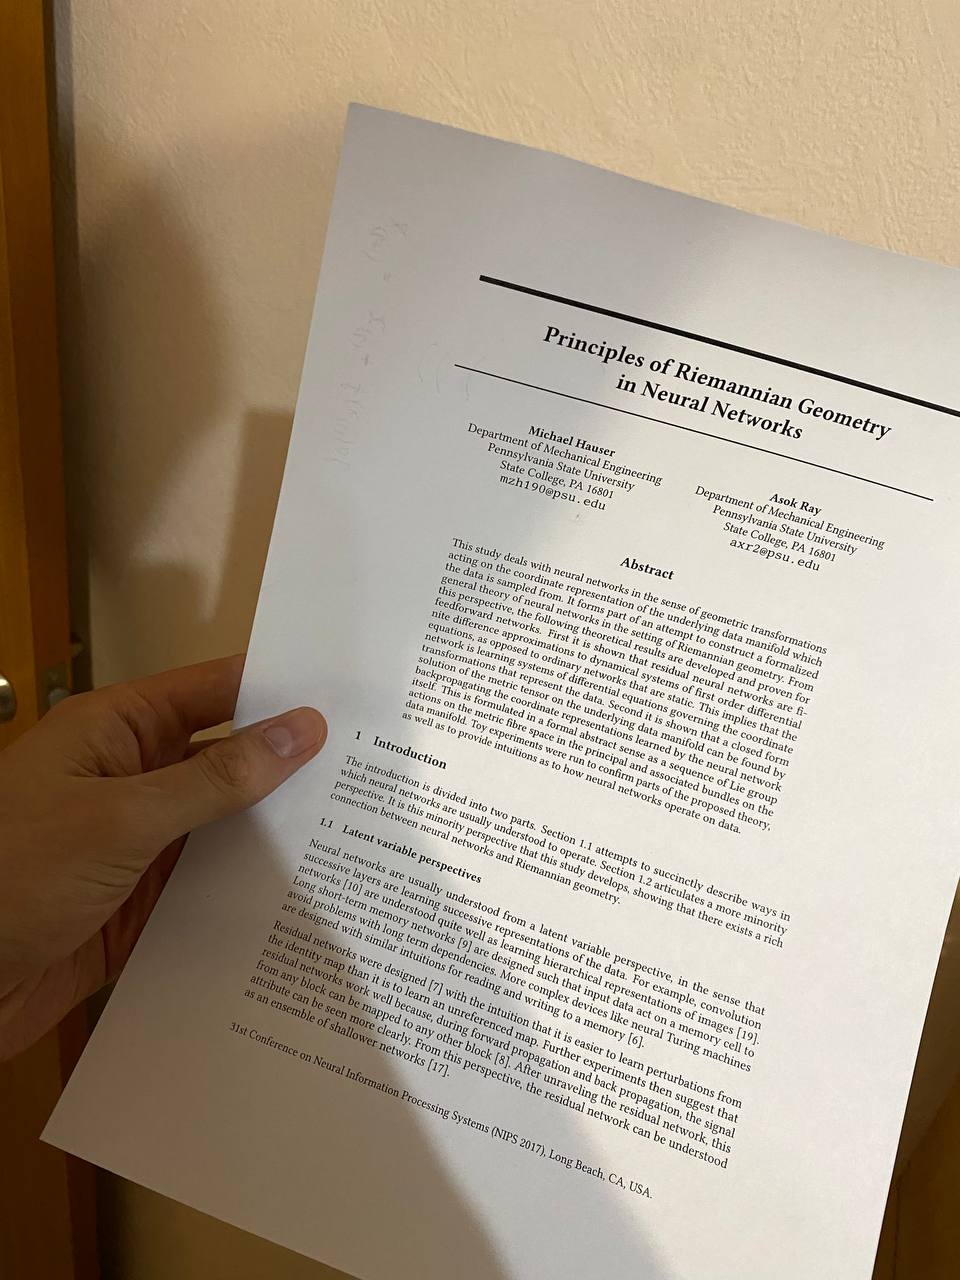 Principles of Riemannian Geometry
in Neural Networks
Michael Hauser
Department of Mechanical Engineering
Pennsylvania State University
State College, PA 16801
mzh190@psu.edu
Asok Ray
Department of Mechanical Engineering
Pennsylvania State University
State College, PA 16801
axr2@psu.edu
Abstract
This study deals with neural networks in the sense of geometric transformations
acting on the coordinate representation of the underlying data manifold which
the data is sampled from. It forms part of an attempt to construct a formalized
general theory of neural networks in the setting of Riemannian geometry. From
this perspective, the following theoretical results are developed and proven for
feedforward networks. First it is shown that residual neural networks are fi-
nite difference approximations to dynamical systems of first order differential
equations, as opposed to ordinary networks that are static. This implies that the
network is learning systems of differential equations governing the coordinate
transformations that represent the data. Second it is shown that a closed form
solution of the metric tensor on the underlying data manifold can be found by
backpropagating the coordinate representations learned by the neural network
itself. This is formulated in a formal abstract sense as a sequence of Lie group
actions on the metric fibre space in the principal and associated bundles on the
data manifold. Toy experiments were run to confirm parts of the proposed theory,
as well as to provide intuitions as to how neural networks operate on data.
1 Introduction
The introduction is divided into two parts. Section 1.1 attempts to succinctly describe ways in
which neural networks are usually understood to operate. Section 1.2 articulates a more minority
perspective. It is this minority perspective that this study develops, showing that there exists a rich
connection between neural networks and Riemannian geometry.
1.1 Latent variable perspectives
Neural networks are usually understood from a latent variable perspective, in the sense that
successive layers are learning successive representations of the data. For example, convolution
networks [10] are understood quite well as learning hierarchical representations of images [19].
Long short-term memory networks [9] are designed such that input data act on a memory cell to
avoid problems with long term dependencies. More complex devices like neural Turing machines
are designed with similar intuitions for reading and writing to a memory [6].
Residual networks were designed [7] with the intuition that it is easier to learn perturbations from
the identity map than it is to learn an unreferenced map. Further experiments then suggest that
residual networks work well because, during forward propagation and back propagation, the signal
from any block can be mapped to any other block [8]. After unraveling the residual network, this
attribute can be seen more clearly. From this perspective, the residual network can be understood
as an ensemble of shallower networks [17].
31st Conference on Neural Information Processing Systems (NIPS 2017), Long Beach, CA, USA.